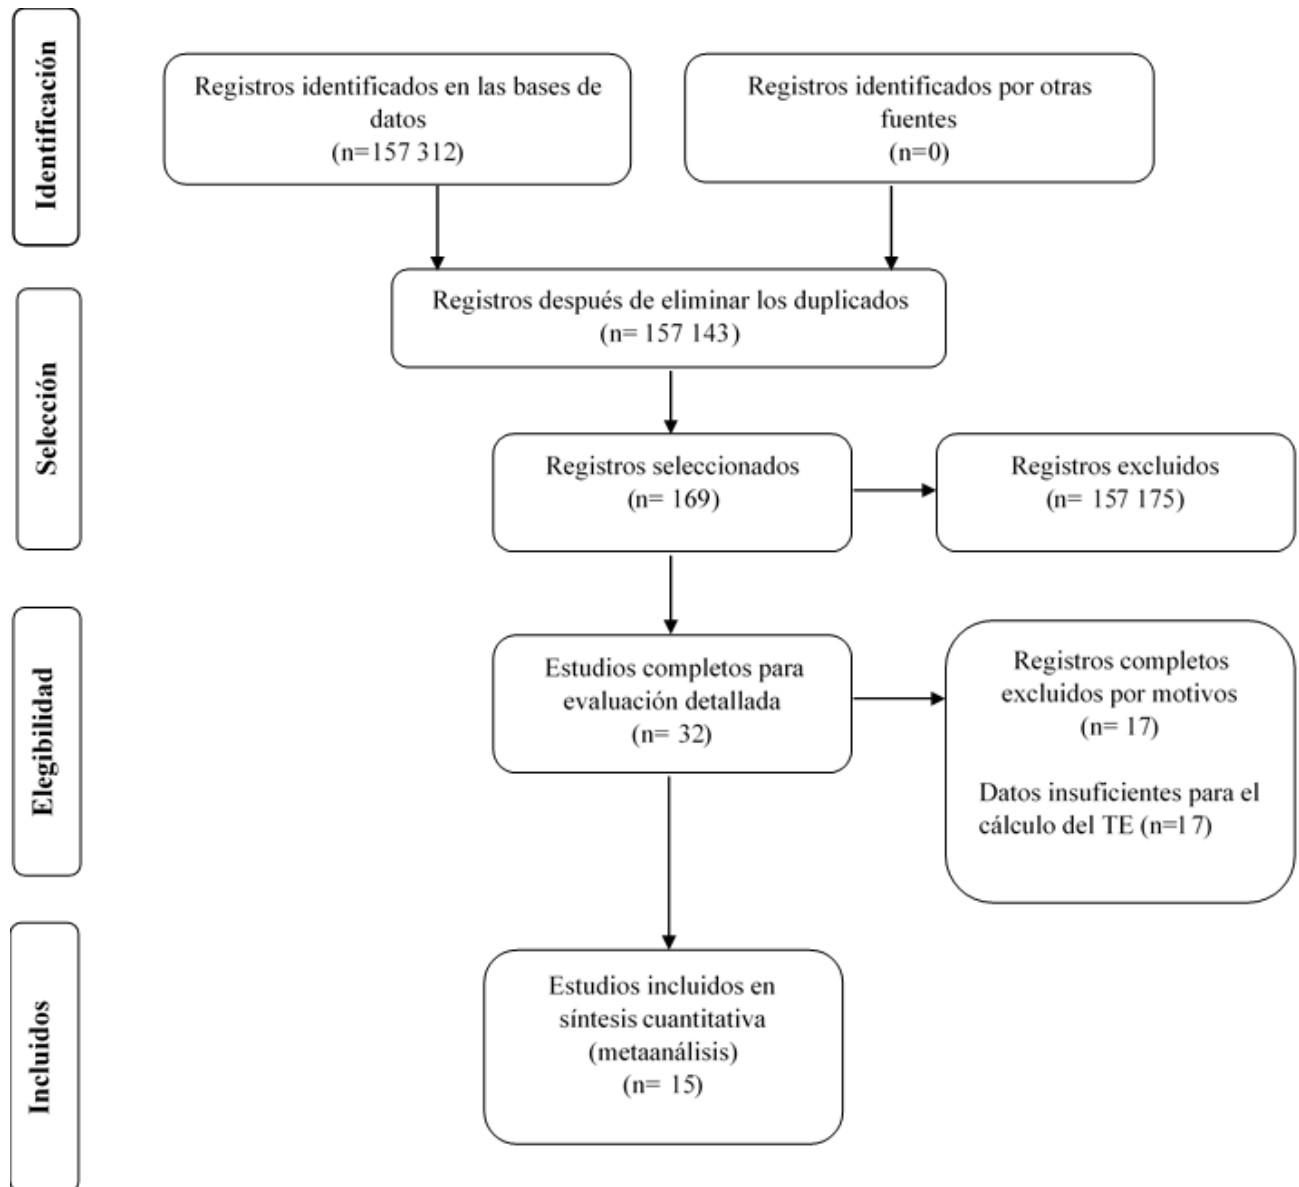 Identificación
Registros identificados en las bases de
datos
(n=157 312)
Registros identificados por otras
fuentes
(n=0)
Registros después de eliminar los duplicados
(n= 157 143)
Selección
Registros seleccionados
(n= 169)
Registros excluidos
(n= 157 175)
Elegibilidad
Estudios completos para
evaluación detallada
(n= 32)
Registros completos
excluidos por motivos
(n= 17)
Datos insuficientes para el
cálculo del TE (n=17)
Incluidos
Estudios incluidos en
síntesis cuantitativa
(metaanálisis)
(n= 15)